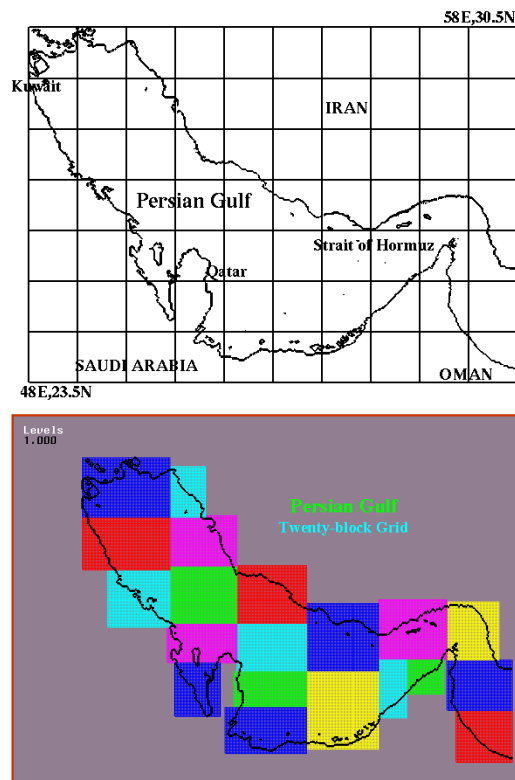 58E,30.5N
Kuwait
IRAN
Persian Gulf
Strait of Hormuz
Qatar
SAUDI ARABIA
OMAN
48E,23.5N
Levels
1.000
Persian Gulf
Twenty-block Grid